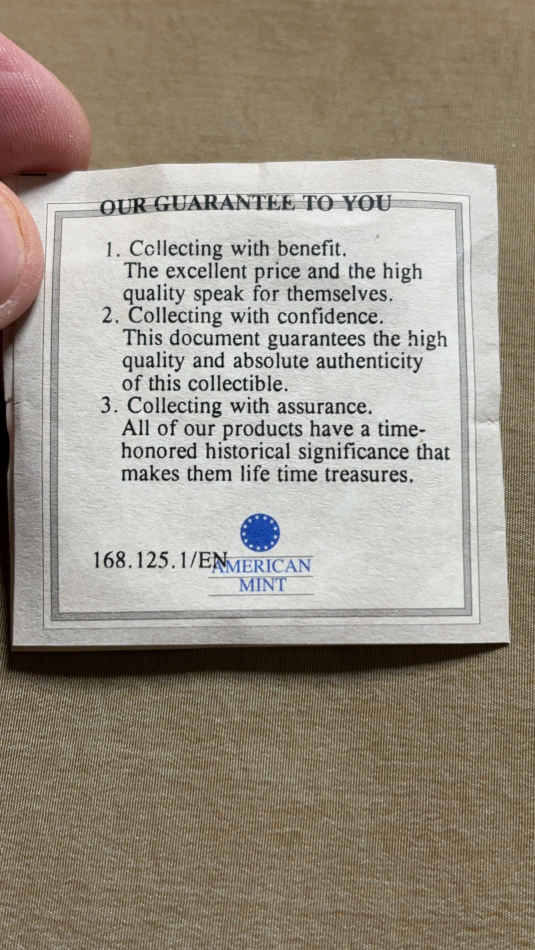 OUR GUARANTEE TO YOU
1. Collecting with benefit.
The excellent price and the high
quality speak for themselves.
2. Collecting with confidence.
This document guarantees the high
quality and absolute authenticity
of this collectible.
3. Collecting with assurance.
All of our products have a time-
honored historical significance that
makes them life time treasures.
168.125.1/EN
AMERICAN
MINT